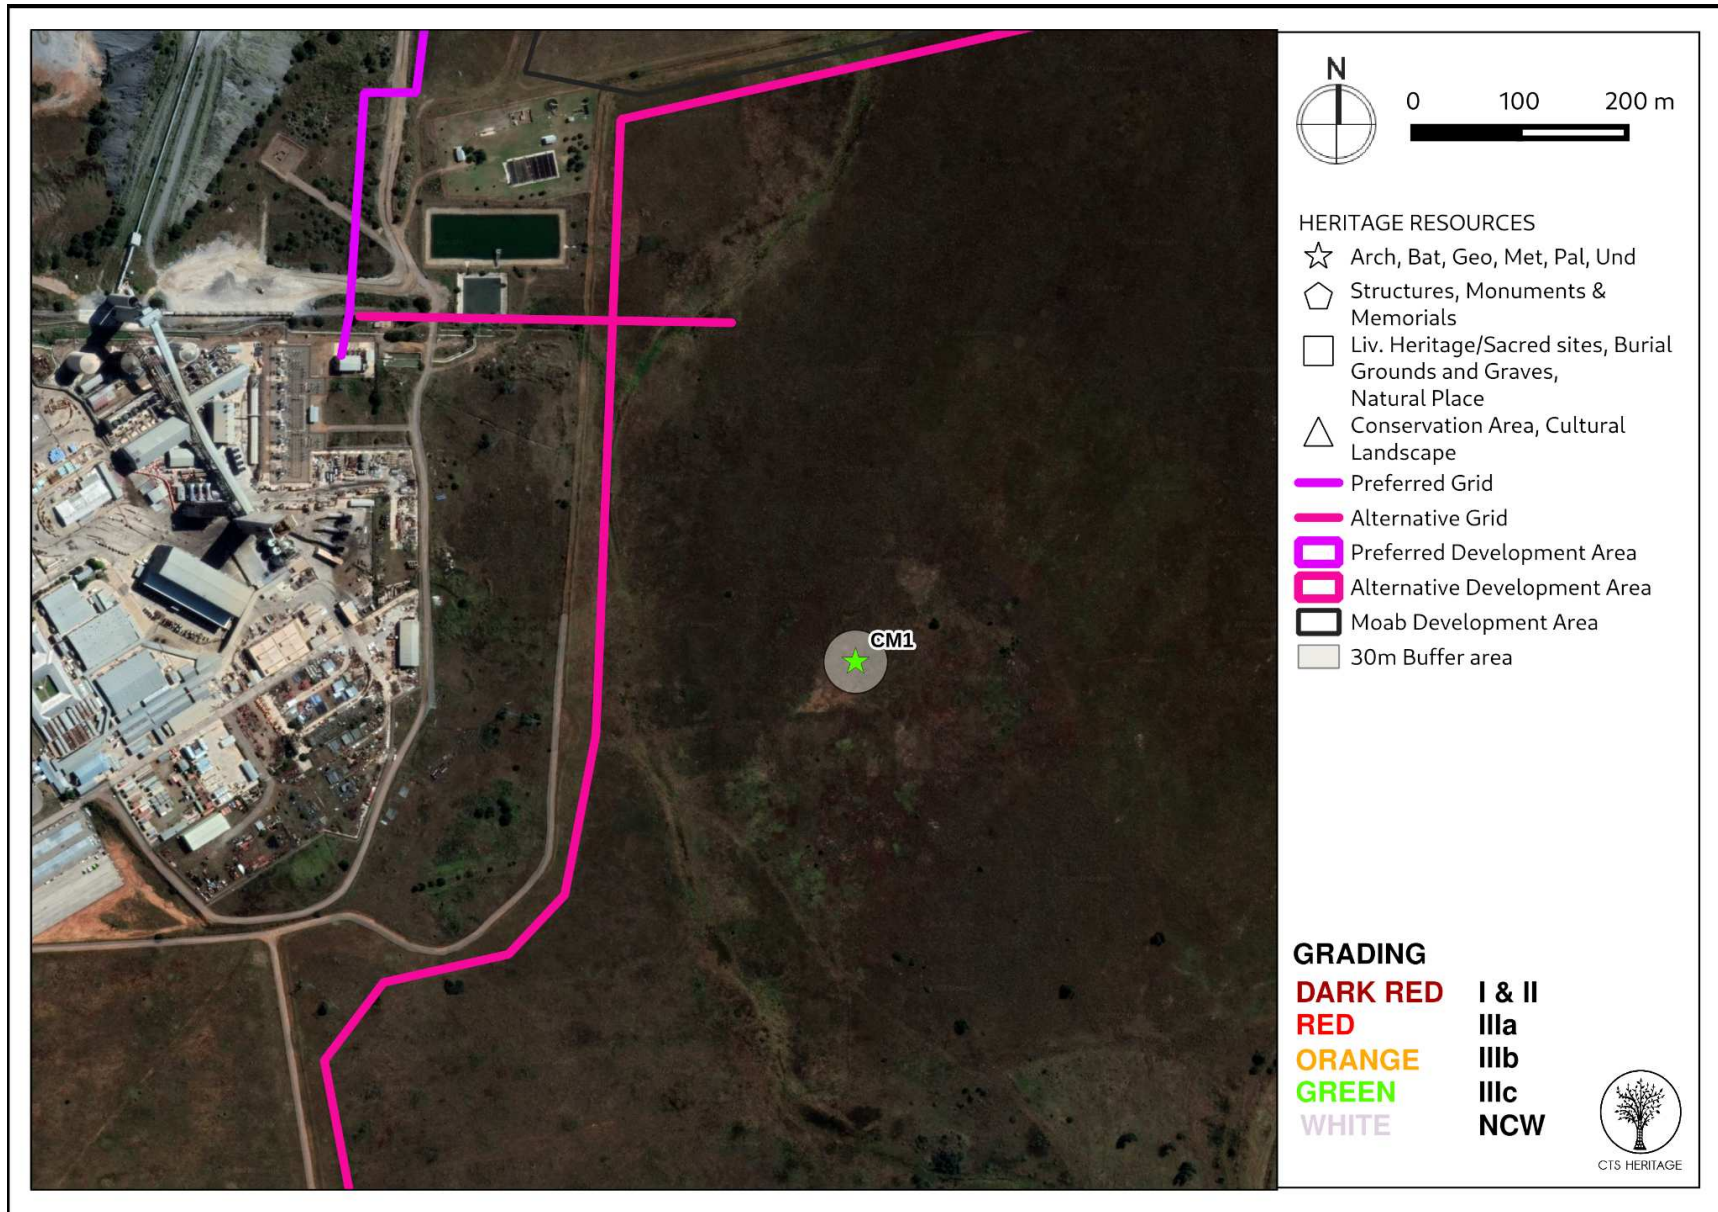 N
0 100 200 m
HERITAGE RESOURCES
Arch, Bat, Geo, Met, Pal, Und
Structures, Monuments &
Memorials
Liv. Heritage/Sacred sites, Burial
Grounds and Graves,
Natural Place
Conservation Area, Cultural
Landscape
Preferred Grid
Alternative Grid
Preferred Development Area
Alternative Development Area
Moab Development Area
30m Buffer area
CM1
GRADING
DARK RED I & II
RED IIIa
ORANGE IIIb
GREEN IIIc
WHITE NCW
CTS HERITAGE